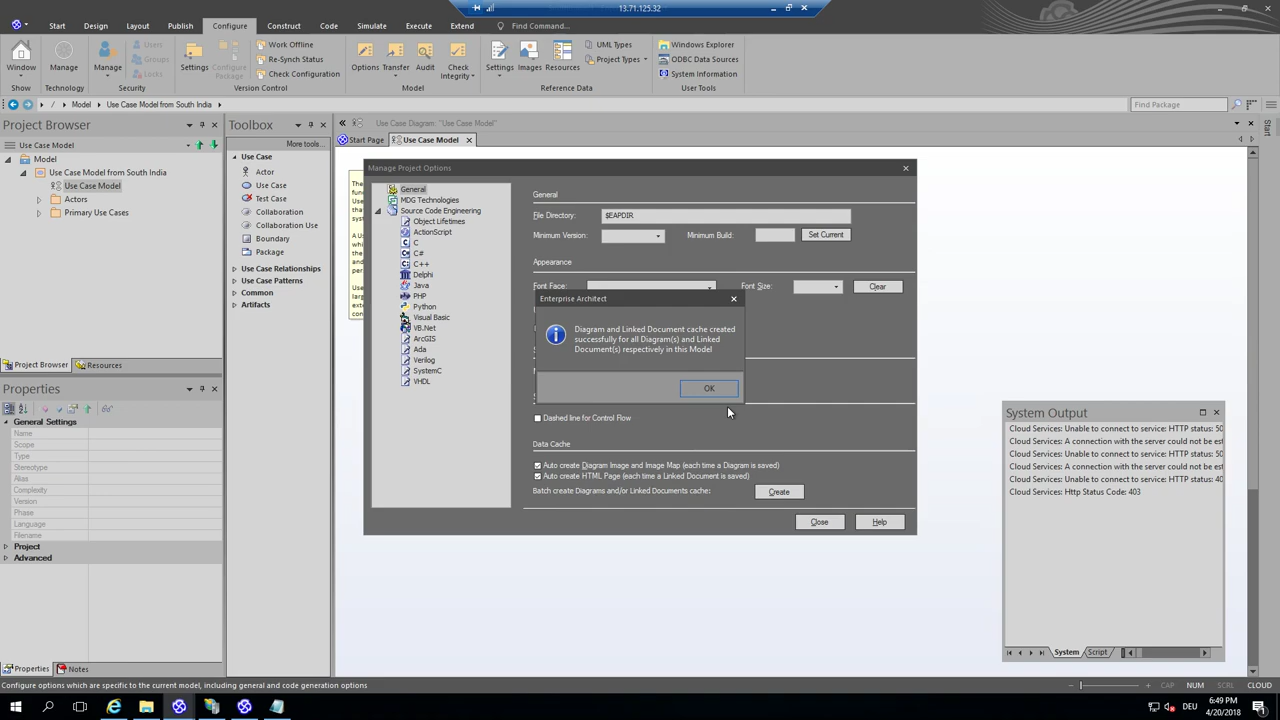 13.71.125.32
Start Design Layout Publish Configure Construct Code Simulate Execute Extend Find Command...
Window
Show
Manage
Technology
Manage
Users
Groups
Locks
Security
Settings
Configure
Package
Work Offline
Re-Synch Status
Check Configuration
Version Control
Options
Transfer
Audit
Check
Integrity
Model
Settings
Images
Resources
UML Types
Project Types
Reference Data
Windows Explorer
ODBC Data Sources
System Information
User Tools
/ Model Use Case Model from South India
Find Package
Project Browser
Use Case Model
Model
Use Case Model from South India
Use Case Model
Actors
Primary Use Cases
Project Browser Resources
Properties
General Settings
Name
Scope
Type
Stereotype
Alias
Complexity
Version
Phase
Language
Filename
Project
Advanced
Properties Notes
Toolbox
More tools...
Use Case
Actor
Use Case
Test Case
Collaboration
Collaboration Use
Boundary
Package
Use Case Relationships
Use Case Patterns
Common
Artifacts
Use Case Diagram: "Use Case Model"
Start Page Use Case Model
Start
Manage Project Options
General
MDG Technologies
Source Code Engineering
Object Lifetimes
ActionScript
C
C#
C++
Delphi
Java
PHP
Python
Visual Basic
VB.Net
ArcGIS
Ada
Verilog
SystemC
VHDL
General
File Directory: $EAPDIR
Minimum Version: Minimum Build: Set Current
Appearance
Font Face: Font Size: Clear
Enterprise Architect
Diagram and Linked Document cache created
successfully for all Diagram(s) and Linked
Document(s) respectively in this Model
OK
Dashed line for Control Flow
Data Cache
Auto create Diagram Image and Image Map (each time a Diagram is saved)
Auto create HTML Page (each time a Linked Document is saved)
Batch create Diagrams and/or Linked Documents cache: Create
Close Help
System Output
Cloud Services: Unable to connect to service: HTTP status: 50
Cloud Services: A connection with the server could not be es
Cloud Services: Unable to connect to service: HTTP status: 50
Cloud Services: A connection with the server could not be es
Cloud Services: Unable to connect to service: HTTP status: 40
Cloud Services: Http Status Code: 403
System Script
Configure options which are specific to the current model, including general and code generation options
CAP NUM SCRL CLOUD
DEU
6:49 PM
4/20/2018